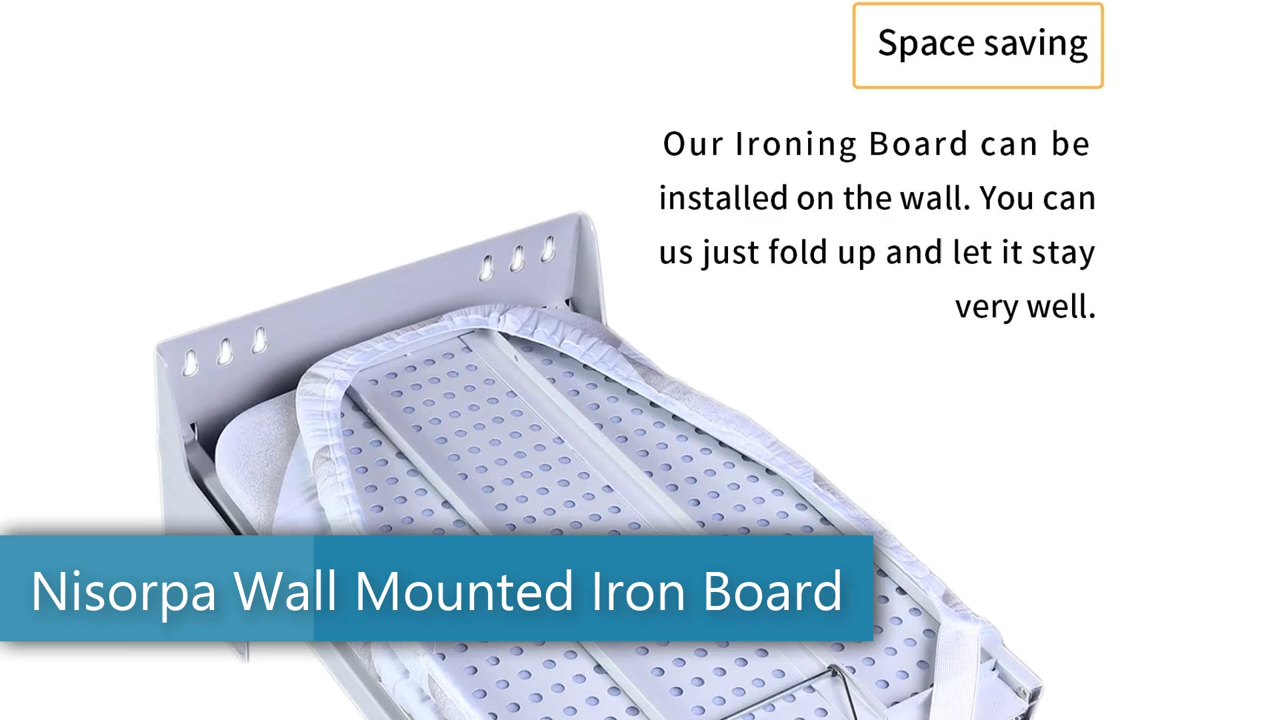 Space saving
Our Ironing Board can be
installed on the wall. You can
us just fold up and let it stay
very well.
Nisorpa Wall Mounted Iron Board